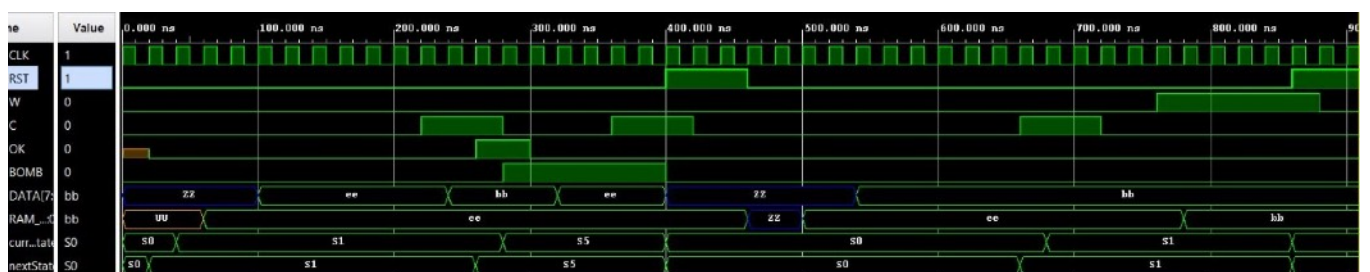 ne Value 0.000 ns 100.000 ns 200.000 ns 300.000 ns 400.000 ns 500.000 ns 600.000 ns 700.000 ns 800.000 ns 90
CLK 1
RST 1
W 0
C 0
OK 0
BOMB 0
DATA[7: bb ZZ ee bb ee ZZ bb
RAM_...:0 bb UU ee ZZ ee bb
curr...tate S0 S0 S1 S5 S0 S1
nextState S0 S0 S1 S5 S0 S1